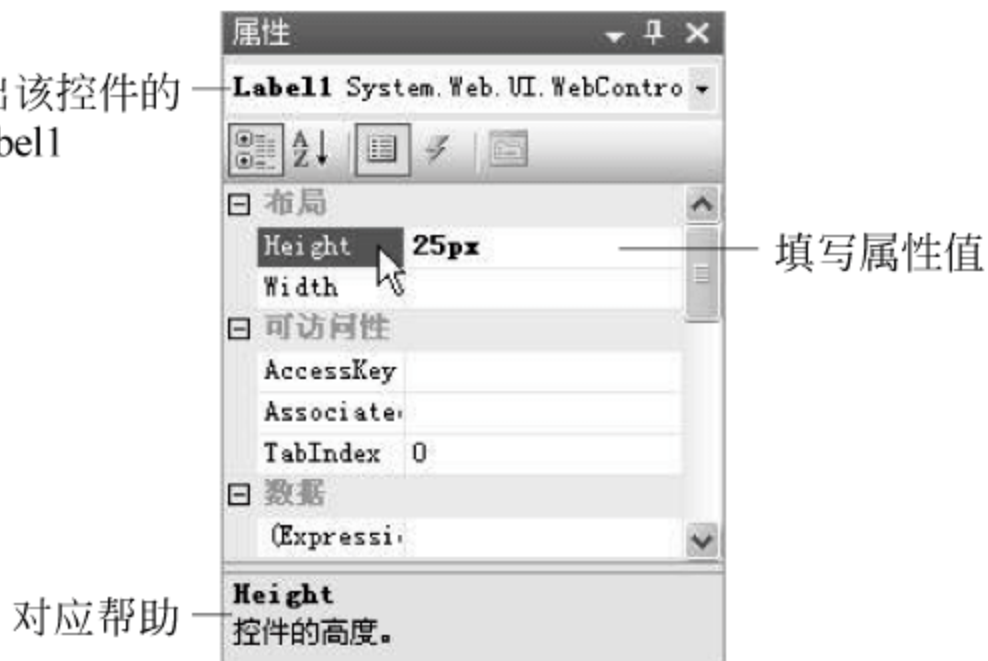 属性
出该控件的
bel1
Label1 System.Web.UI.WebContro
布局
Height 25px
填写属性值
Width
可访问性
AccessKey
Associate
TabIndex 0
数据
(Expressi
Height
控件的高度。
对应帮助